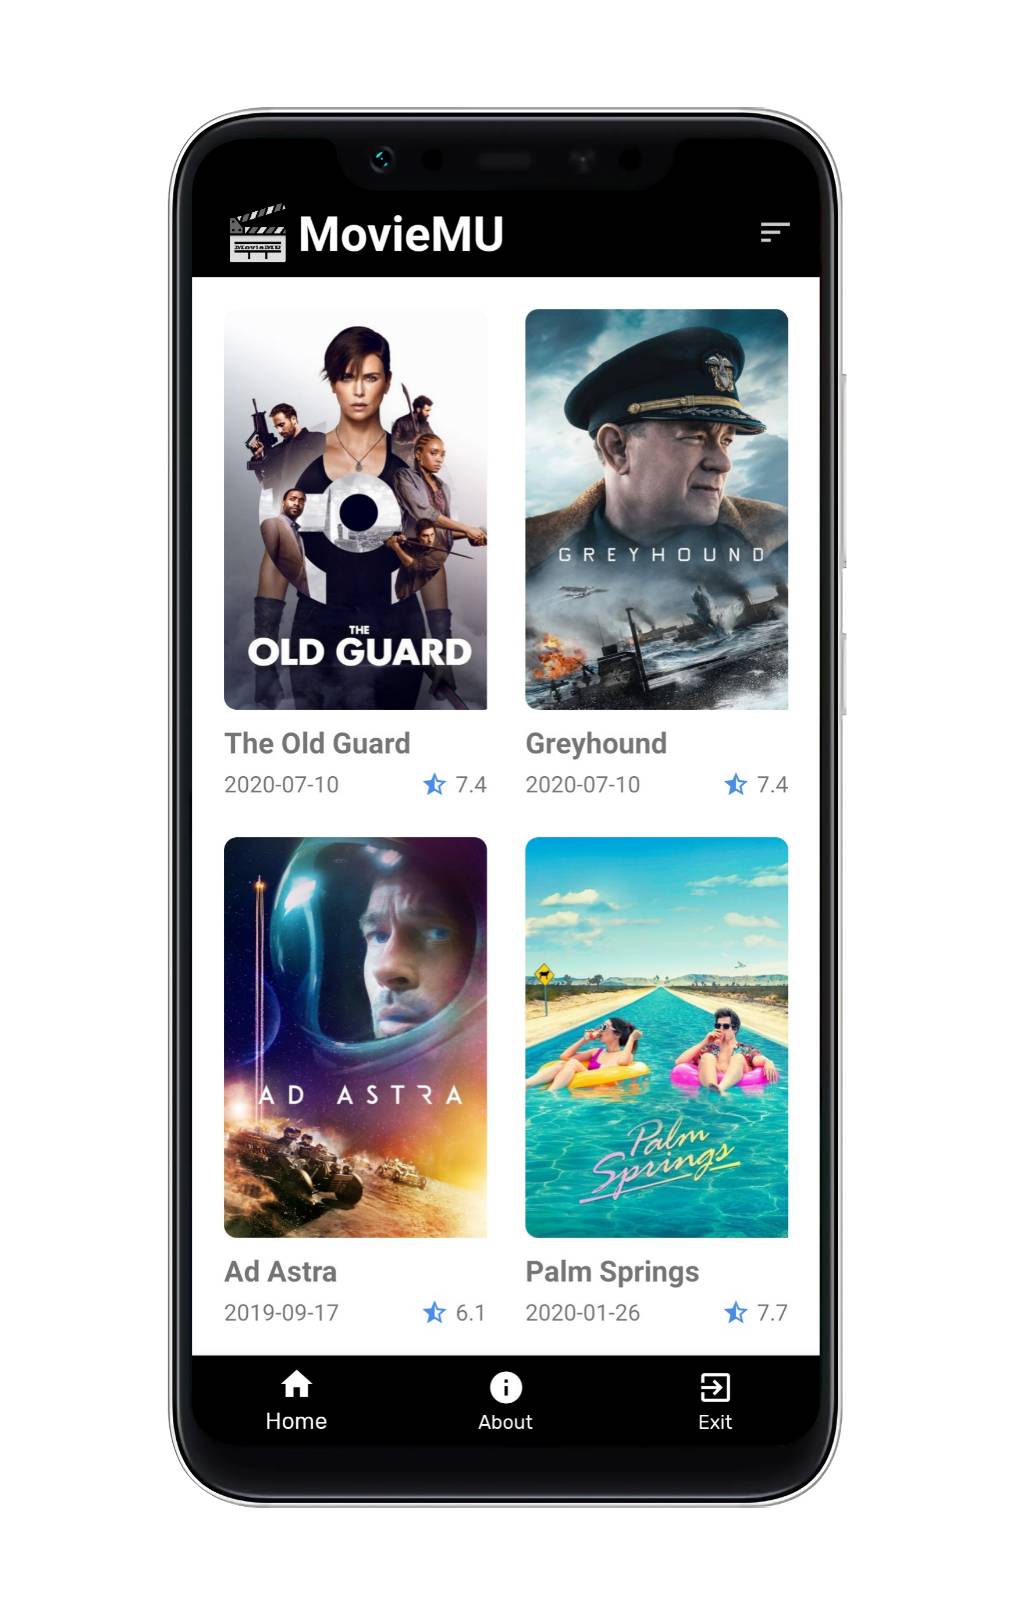 MovieMU
MovieMU
THE
OLD GUARD
GREYHOUND
The Old Guard
Greyhound
2020-07-10
7.4
2020-07-10
7.4
AD ASTRA
Palm
Springs
Ad Astra
Palm Springs
2019-09-17
6.1
2020-01-26
7.7
Home
About
Exit